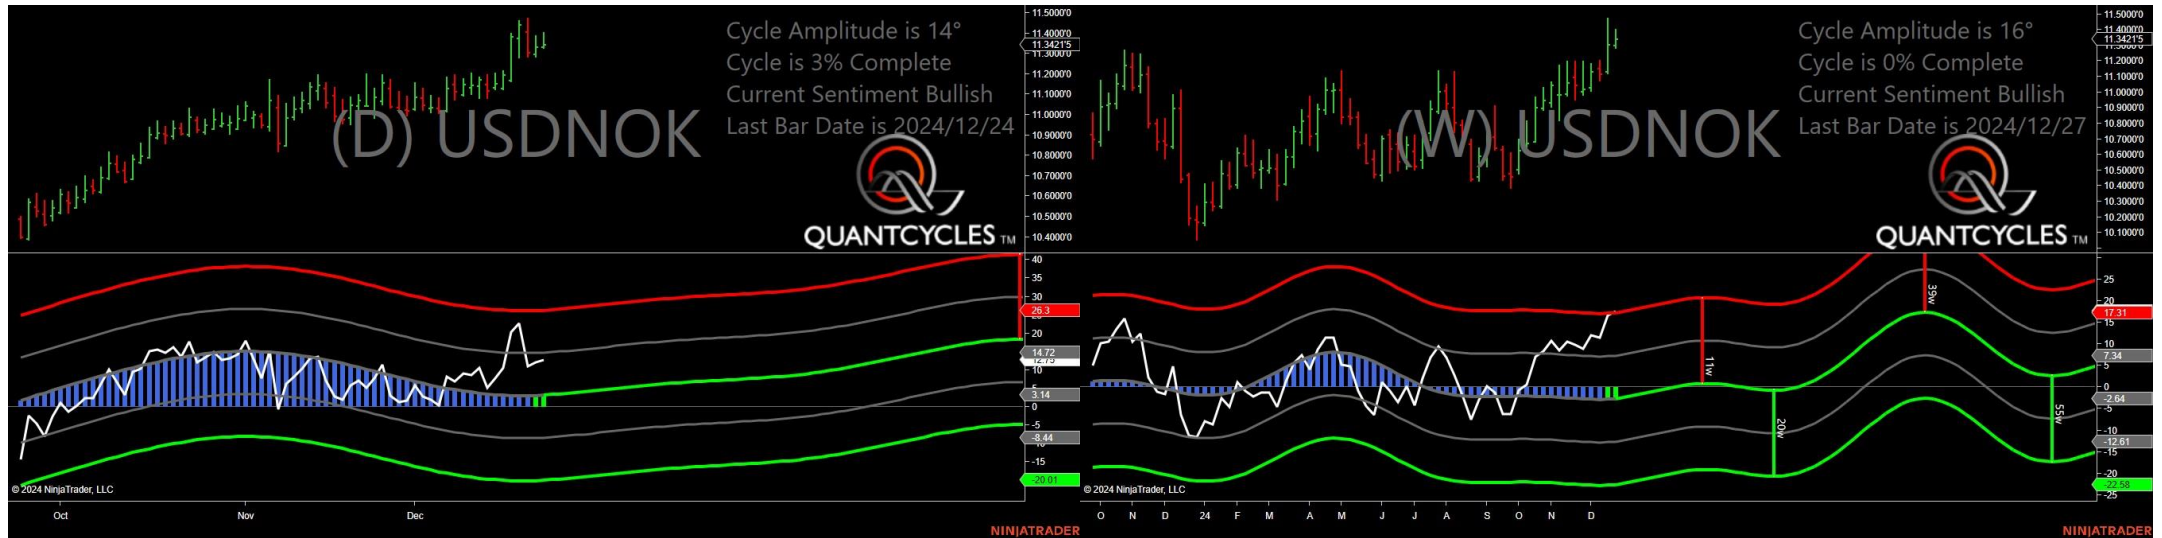 Cycle Amplitude is 14°
Cycle is 3% Complete
Current Sentiment Bullish
Last Bar Date is 2024/12/24
(D) USDNOK
QUANTCYCLES TM
11.5000'0
11.4000'0
11.3421'5
11.3000'0
11.2000'0
11.1000'0
11.0000'0
10.9000'0
10.8000'0
10.7000'0
10.6000'0
10.5000'0
10.4000'0
40
35
30
26.3
20
14.72
12.75
10
5
3.14
0
-5
-8.44
-15
-20.01
© 2024 NinjaTrader, LLC
Oct Nov Dec
NINJATRADER
Cycle Amplitude is 16°
Cycle is 0% Complete
Current Sentiment Bullish
Last Bar Date is 2024/12/27
(W) USDNOK
QUANTCYCLES TM
11.5000'0
11.4000'0
11.3421'5
11.2000'0
11.1000'0
11.0000'0
10.9000'0
10.8000'0
10.7000'0
10.6000'0
10.5000'0
10.4000'0
10.3000'0
10.2000'0
10.1000'0
11w
20w
39w
55w
25
20
17.31
15
10
7.34
5
0
-2.64
-5
-10
-12.61
-15
-20
-22.58
-25
© 2024 NinjaTrader, LLC
O N D 24 F M A M J J A S O N D
NINJATRADER